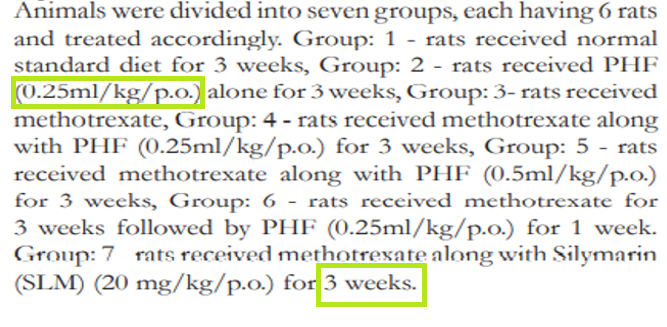 Animals were divided into seven groups, each having 6 rats
and treated accordingly. Group: 1 - rats received normal
standard diet for 3 weeks, Group: 2 - rats received PHF
(0.25ml/kg/p.o.) alone for 3 weeks, Group: 3- rats received
methotrexate, Group: 4 - rats received methotrexate along
with PHF (0.25ml/kg/p.o.) for 3 weeks, Group: 5 - rats
received methotrexate along with PHF (0.5ml/kg/p.o.)
for 3 weeks, Group: 6 - rats received methotrexate for
3 weeks followed by PHF (0.25ml/kg/p.o.) for 1 week.
Group: 7 rats received methotrexate along with Silymarin
(SLM) (20 mg/kg/p.o.) for 3 weeks.